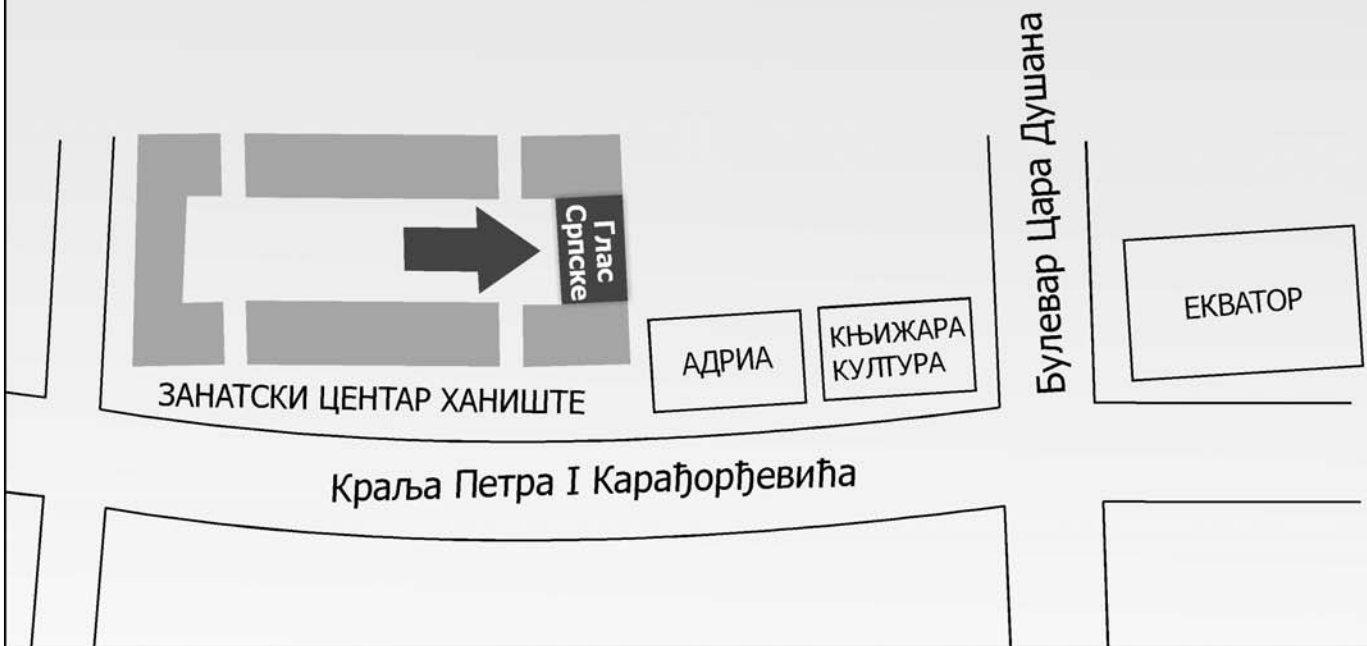 Булевар Цара Душана
Глас
Српске
АДРИА
КЊИЖАРА
КУЛТУРА
ЕКВАТОР
ЗАНАТСКИ ЦЕНТАР ХАНИШТЕ
Краља Петра I Карађорђевића